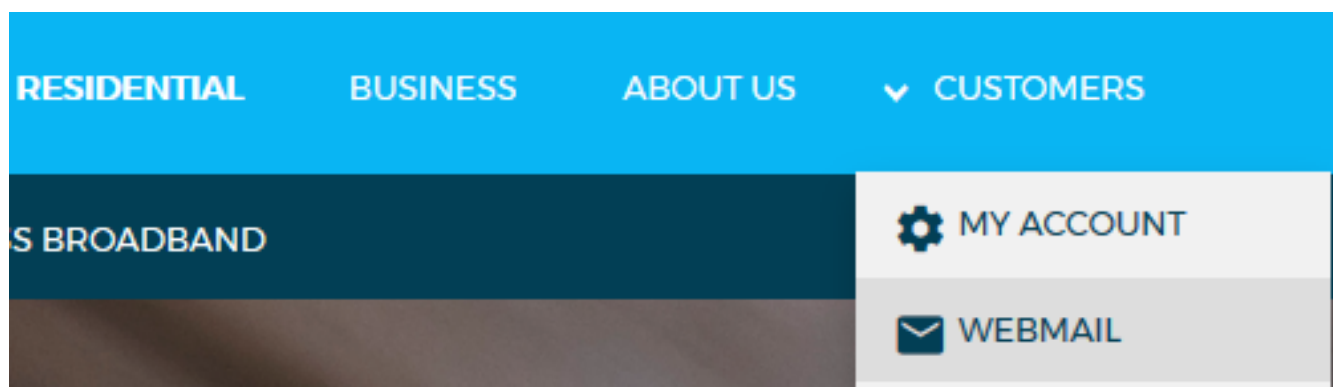 RESIDENTIAL BUSINESS ABOUT US CUSTOMERS
S BROADBAND
MY ACCOUNT
WEBMAIL